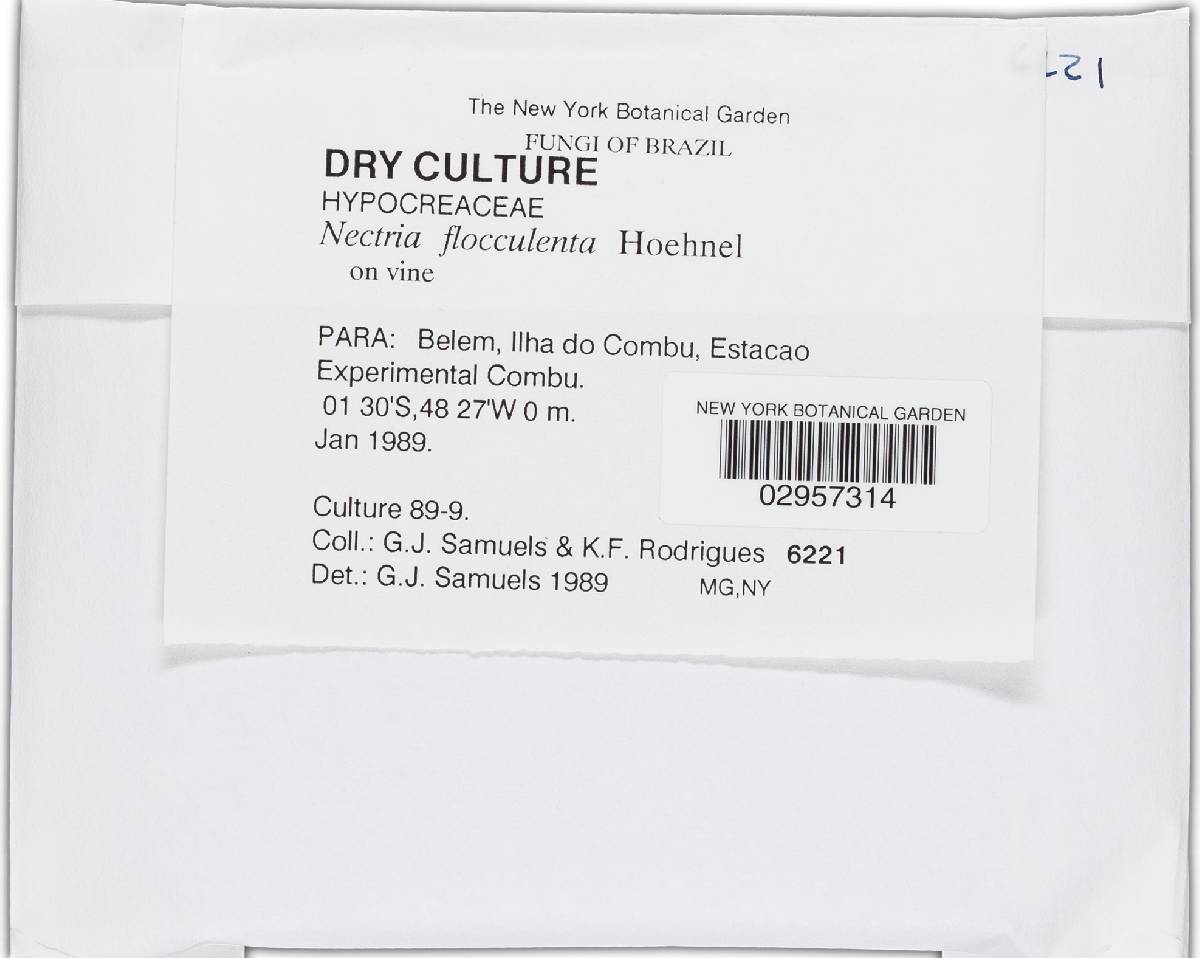 The New York Botanical Garden
FUNGI OF BRAZIL
DRY CULTURE
HYPOCREACEAE
Nectria flocculenta Hoehnel
on vine
PARA: Belem, Ilha do Combu, Estacao
Experimental Combu.
01 30'S,48 27'W 0 m.
Jan 1989.
NEW YORK BOTANICAL GARDEN
02957314
Culture 89-9.
Coll.: G.J. Samuels & K.F. Rodrigues 6221
Det.: G.J. Samuels 1989 MG,NY